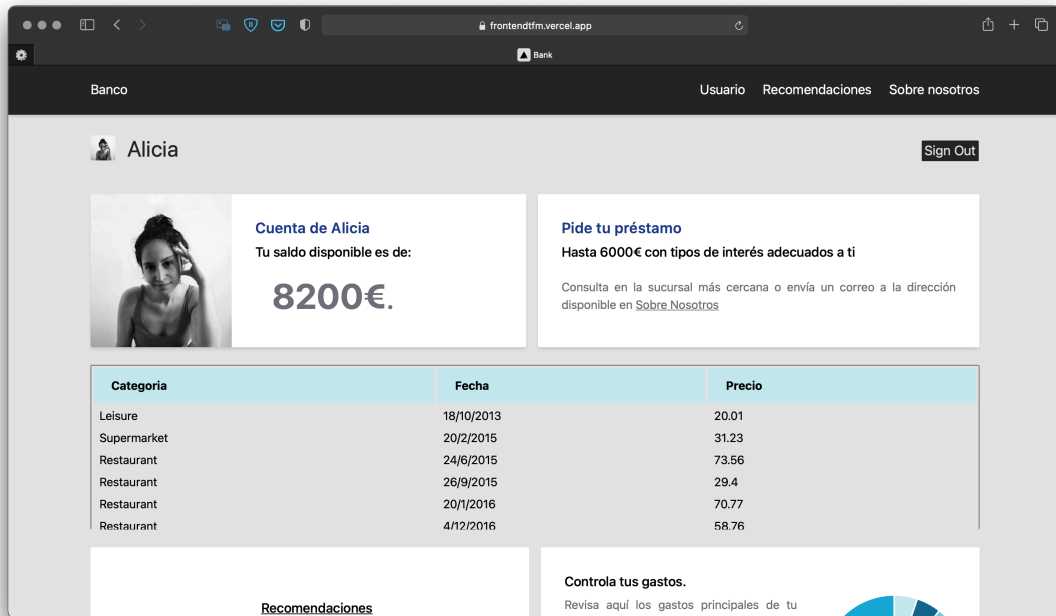 frontendtfm.vercel.app
Bank
Banco Usuario Recomendaciones Sobre nosotros
Alicia Sign Out
Cuenta de Alicia
Tu saldo disponible es de:
8200€.
Pide tu préstamo
Hasta 6000€ con tipos de interés adecuados a ti
Consulta en la sucursal más cercana o envía un correo a la dirección
disponible en Sobre Nosotros
Categoria Fecha Precio
Leisure 18/10/2013 20.01
Supermarket 20/2/2015 31.23
Restaurant 24/6/2015 73.56
Restaurant 26/9/2015 29.4
Restaurant 20/1/2016 70.77
Restaurant 4/12/2016 58.76
Recomendaciones
Controla tus gastos.
Revisa aquí los gastos principales de tu